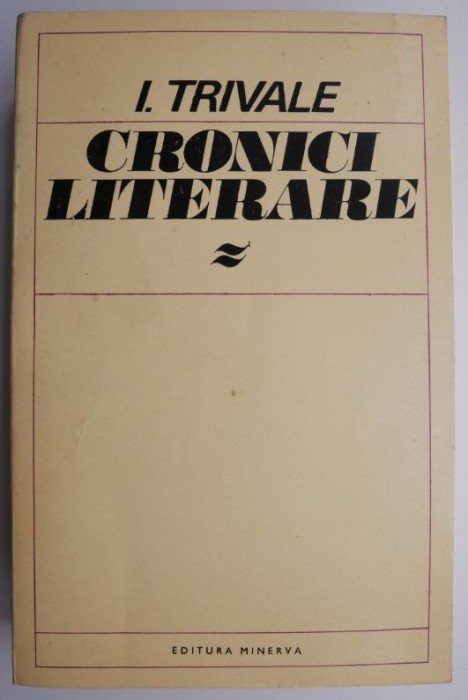 I. TRIVALE
CRONICI
LITERARE
EDITURA MINERVA